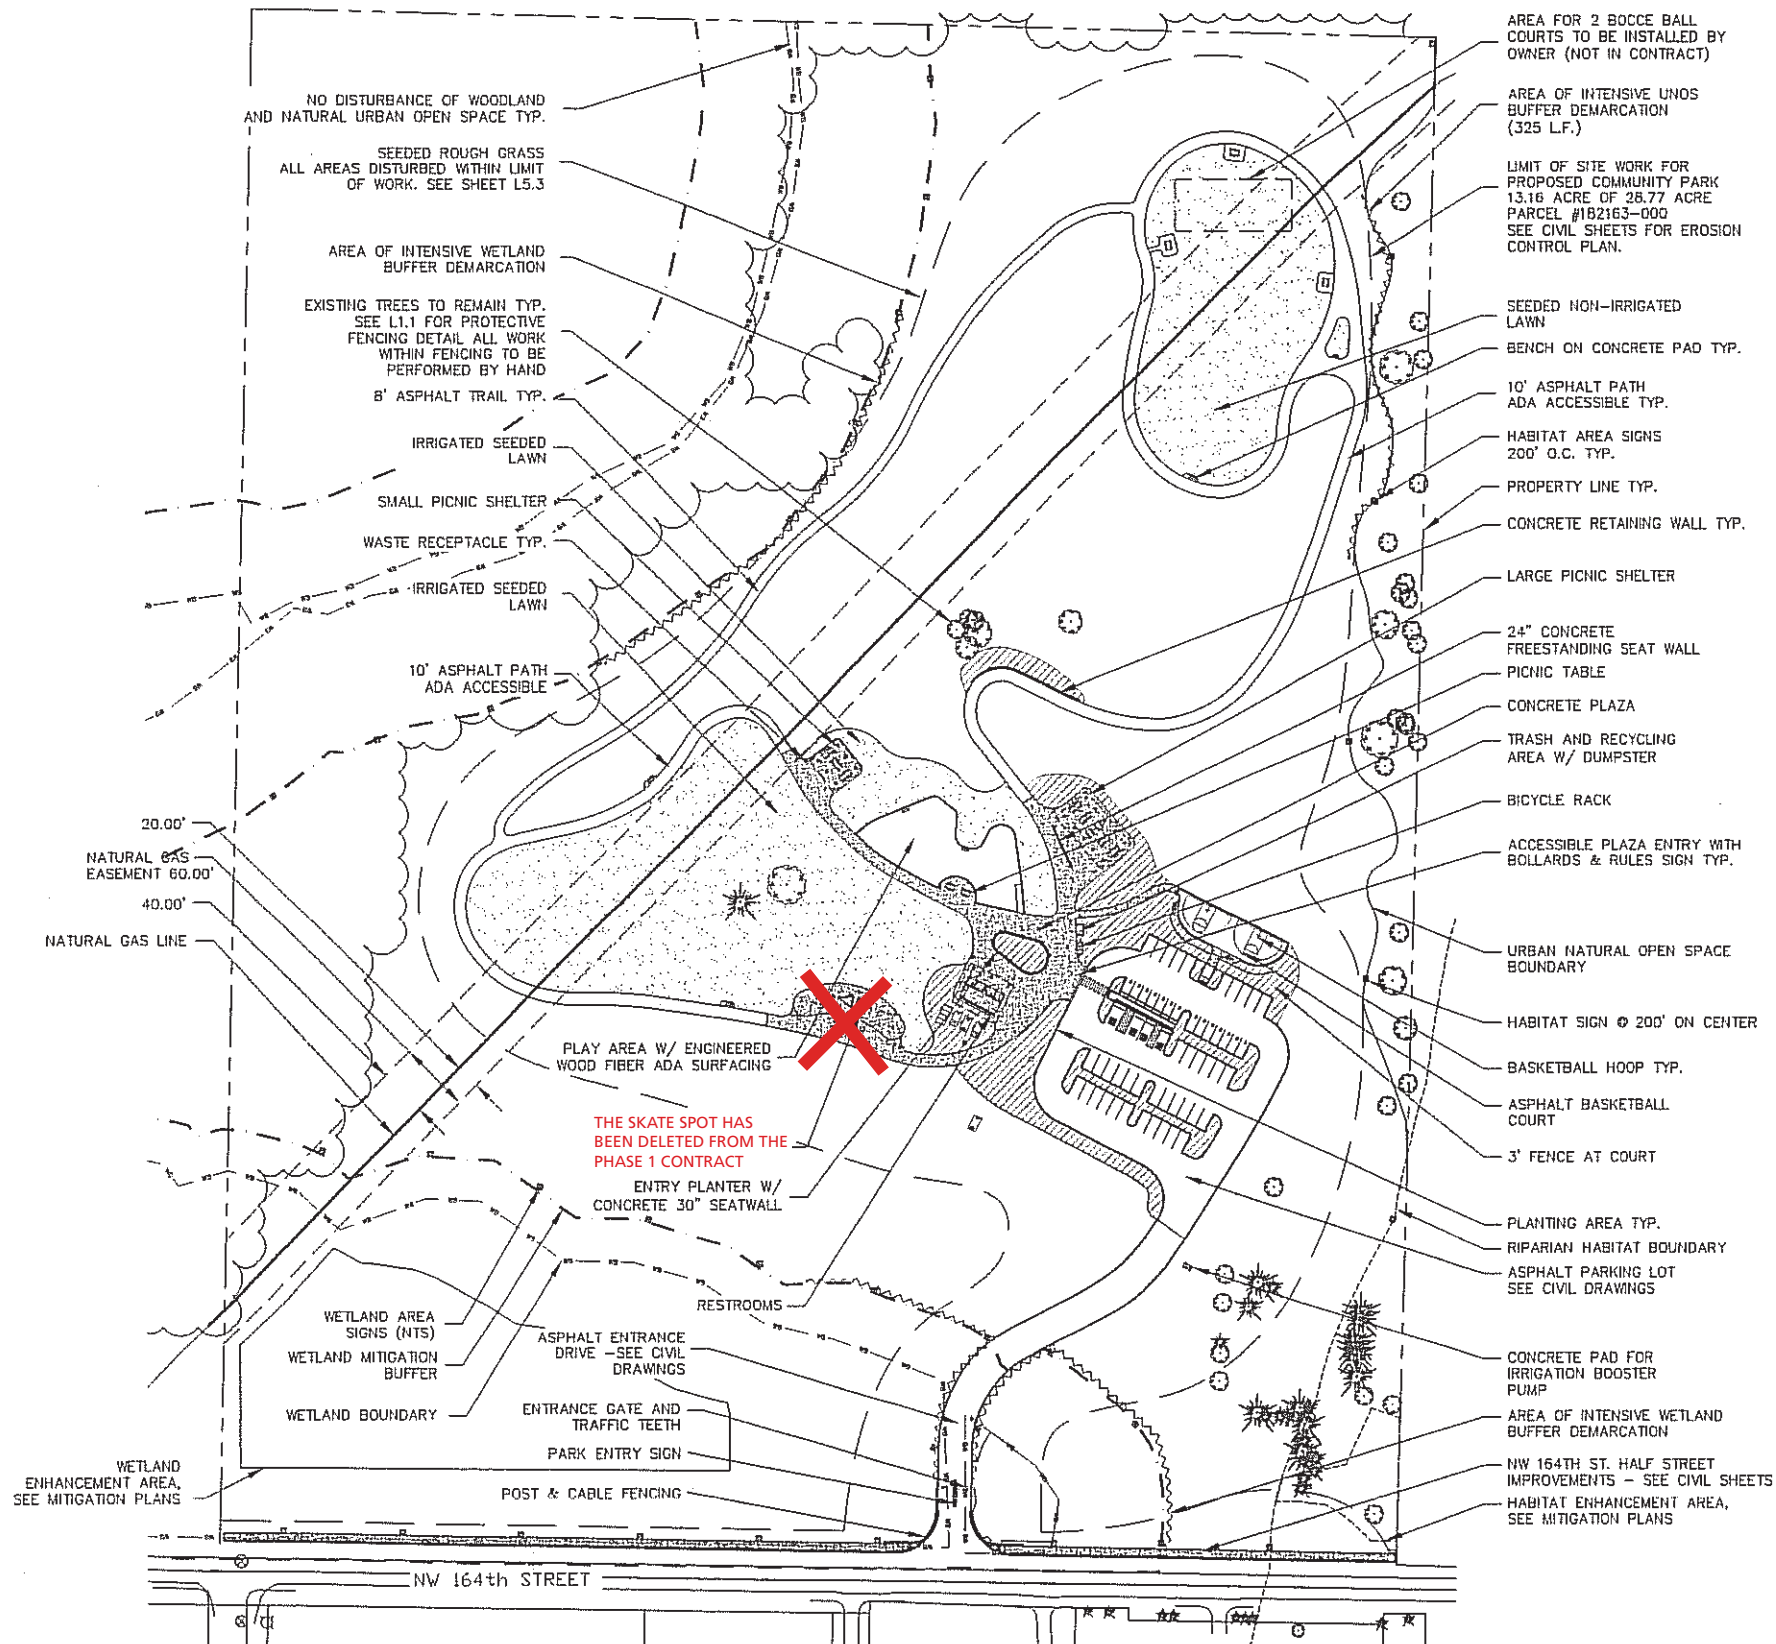 NO DISTURBANCE OF WOODLAND
AND NATURAL URBAN OPEN SPACE TYP.
SEEDED ROUGH GRASS
ALL AREAS DISTURBED WITHIN LIMIT
OF WORK. SEE SHEET L5.3
AREA OF INTENSIVE WETLAND
BUFFER DEMARCATION
EXISTING TREES TO REMAIN TYP.
SEE L1.1 FOR PROTECTIVE
FENCING DETAIL ALL WORK
WITHIN FENCING TO BE
PERFORMED BY HAND
8' ASPHALT TRAIL TYP.
IRRIGATED SEEDED
LAWN
SMALL PICNIC SHELTER
WASTE RECEPTACLE TYP.
IRRIGATED SEEDED
LAWN
10' ASPHALT PATH
ADA ACCESSIBLE
20.00'
NATURAL GAS
EASEMENT 60.00'
40.00'
NATURAL GAS LINE
PLAY AREA W/ ENGINEERED
WOOD FIBER ADA SURFACING
THE SKATE SPOT HAS
BEEN DELETED FROM THE
PHASE 1 CONTRACT
ENTRY PLANTER W/
CONCRETE 30" SEATWALL
RESTROOMS
WETLAND AREA
SIGNS (NTS)
WETLAND MITIGATION
BUFFER
WETLAND BOUNDARY
ASPHALT ENTRANCE
DRIVE -SEE CIVIL
DRAWINGS
ENTRANCE GATE AND
TRAFFIC TEETH
PARK ENTRY SIGN
POST & CABLE FENCING
WETLAND
ENHANCEMENT AREA,
SEE MITIGATION PLANS
NW 164th STREET
AREA FOR 2 BOCCE BALL
COURTS TO BE INSTALLED BY
OWNER (NOT IN CONTRACT)
AREA OF INTENSIVE UNOS
BUFFER DEMARCATION
(325 L.F.)
LIMIT OF SITE WORK FOR
PROPOSED COMMUNITY PARK
13.16 ACRE OF 28.77 ACRE
PARCEL #182163-000
SEE CIVIL SHEETS FOR EROSION
CONTROL PLAN.
SEEDED NON-IRRIGATED
LAWN
BENCH ON CONCRETE PAD TYP.
10' ASPHALT PATH
ADA ACCESSIBLE TYP.
HABITAT AREA SIGNS
200' O.C. TYP.
PROPERTY LINE TYP.
CONCRETE RETAINING WALL TYP.
LARGE PICNIC SHELTER
24" CONCRETE
FREESTANDING SEAT WALL
PICNIC TABLE
CONCRETE PLAZA
TRASH AND RECYCLING
AREA W/ DUMPSTER
BICYCLE RACK
ACCESSIBLE PLAZA ENTRY WITH
BOLLARDS & RULES SIGN TYP.
URBAN NATURAL OPEN SPACE
BOUNDARY
HABITAT SIGN @ 200' ON CENTER
BASKETBALL HOOP TYP.
ASPHALT BASKETBALL
COURT
3' FENCE AT COURT
PLANTING AREA TYP.
RIPARIAN HABITAT BOUNDARY
ASPHALT PARKING LOT
SEE CIVIL DRAWINGS
CONCRETE PAD FOR
IRRIGATION BOOSTER
PUMP
AREA OF INTENSIVE WETLAND
BUFFER DEMARCATION
NW 164TH ST. HALF STREET
IMPROVEMENTS - SEE CIVIL SHEETS
HABITAT ENHANCEMENT AREA,
SEE MITIGATION PLANS